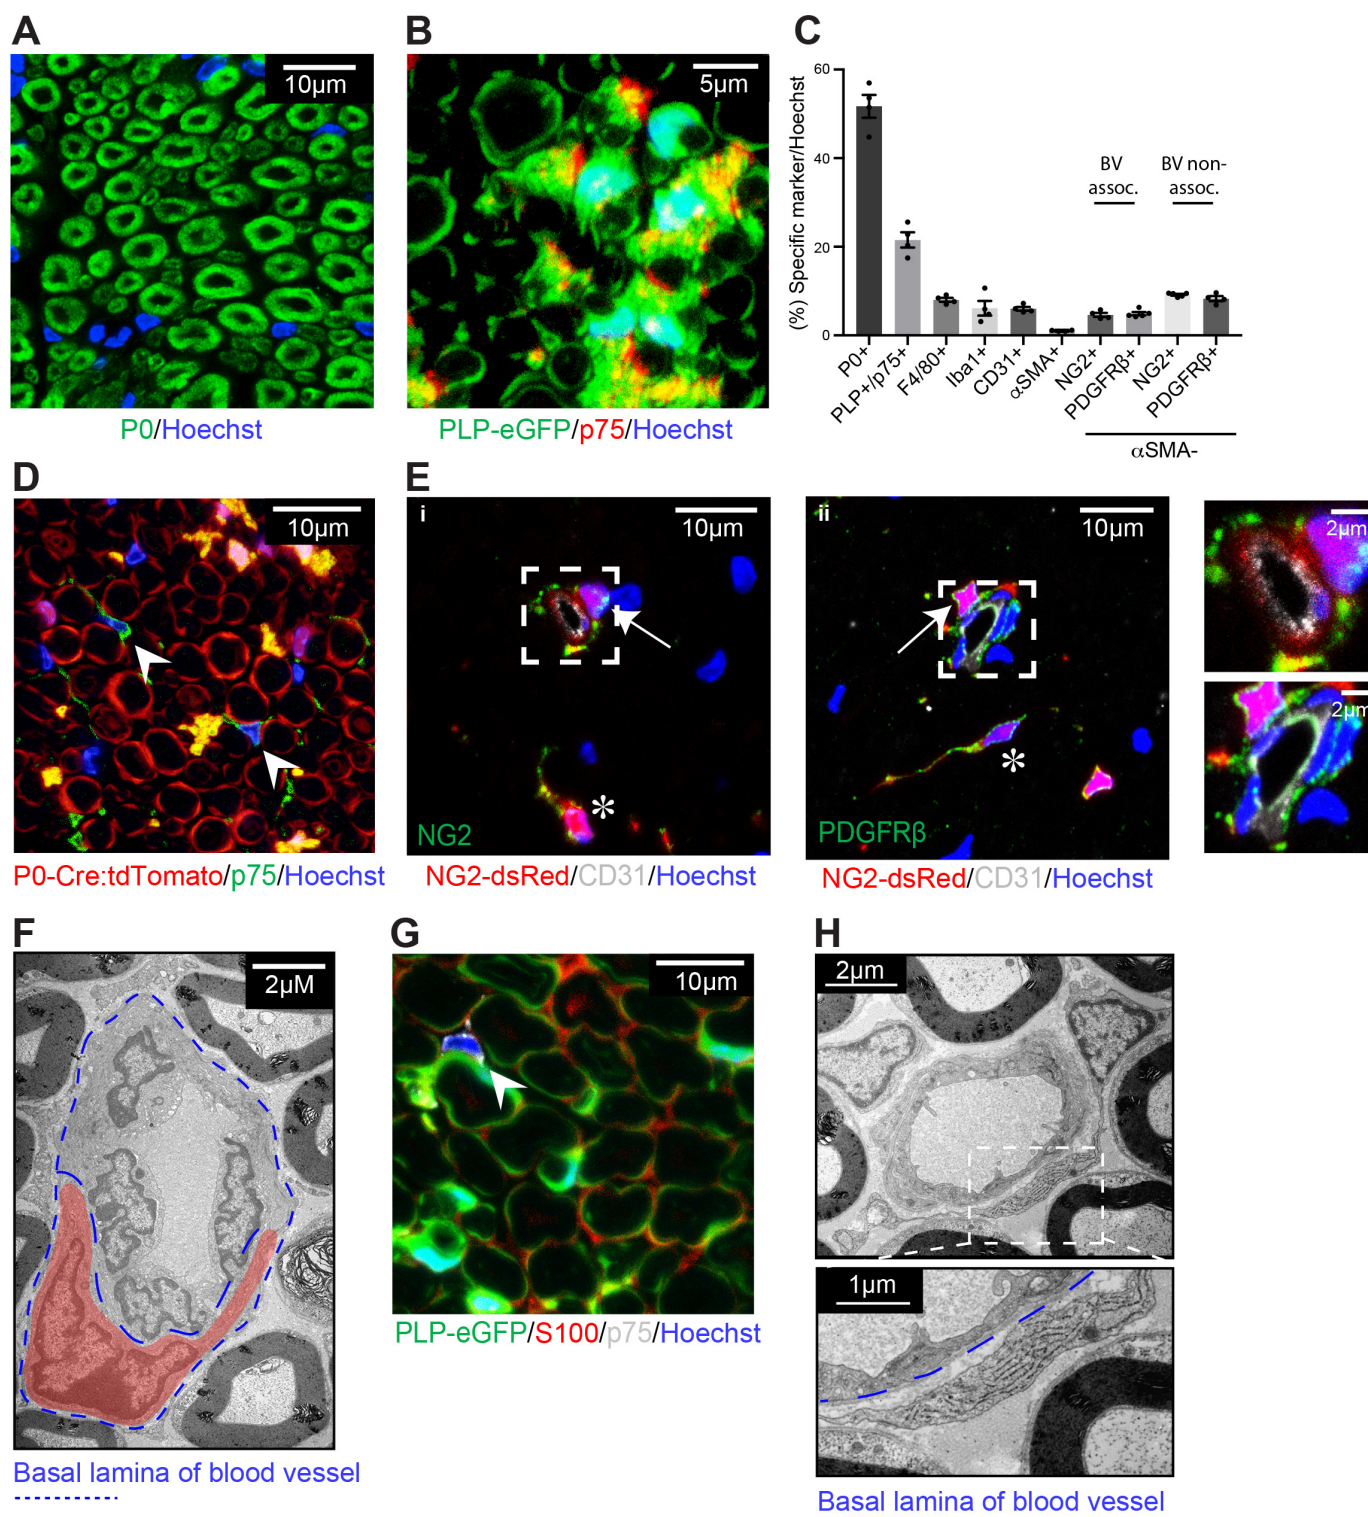 A
B
C
10µm
5µm
P0/Hoechst
PLP-eGFP/p75/Hoechst
(%) Specific marker/Hoechst
60
40
20
0
BV assoc.
BV non-assoc.
P0+
PLP+/p75+
F4/80+
Iba1+
CD31+
αSMA+
NG2+
PDGFRβ+
NG2+
PDGFRβ+
αSMA-
D
E
10µm
i
10µm
ii
10µm
2µm
2µm
*
*
NG2
PDGFRβ
P0-Cre:tdTomato/p75/Hoechst
NG2-dsRed/CD31/Hoechst
NG2-dsRed/CD31/Hoechst
F
G
H
2µM
10µm
2µm
1µm
Basal lamina of blood vessel
PLP-eGFP/S100/p75/Hoechst
Basal lamina of blood vessel